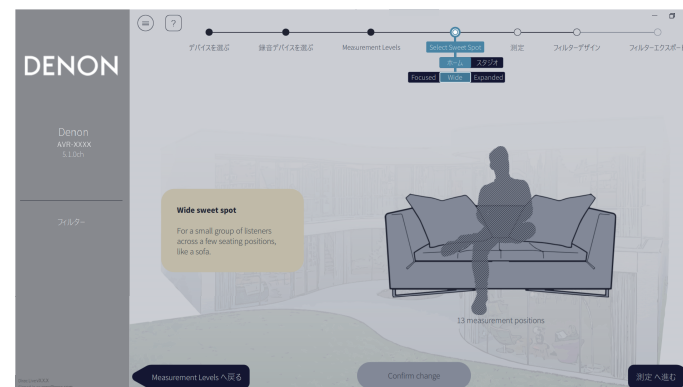 ?
デバイスを選ぶ
録音デバイスを選ぶ
Measurement Levels
Select Sweet Spot
測定
フィルターデザイン
フィルターエクスポート
ホーム
スタジオ
Focused
Wide
Expanded
DENON
Denon
AVR-XXXX
5.1.0ch
フィルター
Wide sweet spot
For a small group of listeners
across a few seating positions,
like a sofa.
13 measurement positions
Measurement Levels へ戻る
Confirm change
測定 へ進む